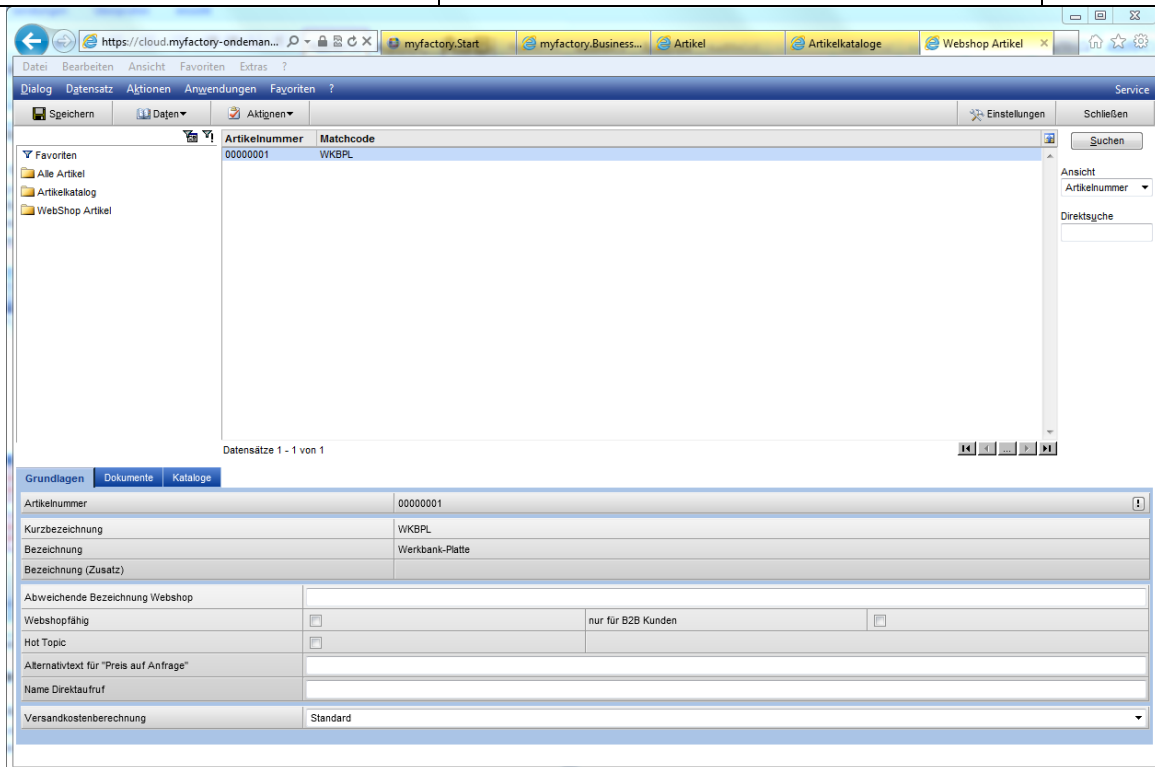 https://cloud.myfactory-ondeman... myfactory.Start myfactory.Business... Artikel Artikelkataloge Webshop Artikel
Datei Bearbeiten Ansicht Favoriten Extras ?
Dialog Datensatz Aktionen Anwendungen Favoriten ? Service
Speichern Daten Aktionen Einstellungen Schließen
Artikelnummer Matchcode Suchen
Favoriten 00000001 WKBPL
Alle Artikel Ansicht
Artikelkatalog Artikelnummer
WebShop Artikel
Direktsuche
Datensätze 1 - 1 von 1 ...
Grundlagen Dokumente Kataloge
Artikelnummer 00000001 !
Kurzbezeichnung WKBPL
Bezeichnung Werkbank-Platte
Bezeichnung (Zusatz)
Abweichende Bezeichnung Webshop
Webshopfähig nur für B2B Kunden
Hot Topic
Alternativtext für "Preis auf Anfrage"
Name Direktaufruf
Versandkostenberechnung Standard